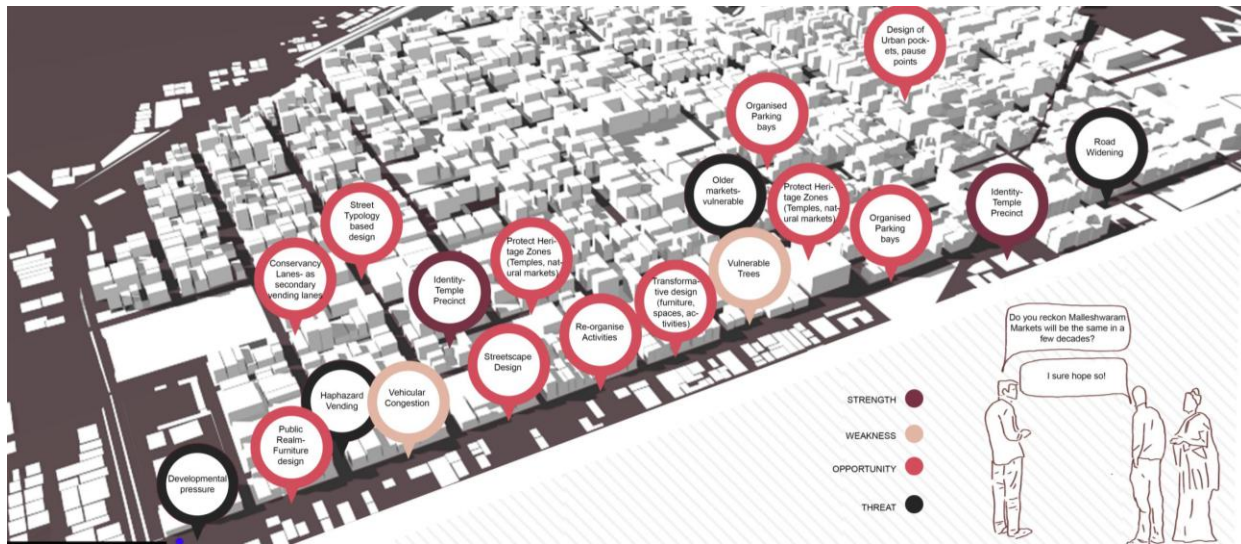 Design of
Urban pock-
ets, pause
points
Organised
Parking
bays
Road
Widening
Older
markets-
vulnerable
Protect Heri-
tage Zones
(Temples, nat-
ural markets)
Identity-
Temple
Precinct
Street
Typology
based
design
Organised
Parking
bays
Protect Heri-
tage Zones
(Temples, nat-
ural markets)
Conservancy
Lanes- as
secondary
vending lanes
Identity-
Temple
Precinct
Vulnerable
Trees
Transforma-
tive design
(furniture,
spaces, ac-
tivities)
Re-organise
Activities
Streetscape
Design
Haphazard
Vending
Vehicular
Congestion
Public
Realm-
Furniture
design
Developmental
pressure
Do you reckon Malleshwaram
Markets will be the same in a
few decades?
I sure hope so!
STRENGTH
WEAKNESS
OPPORTUNITY
THREAT